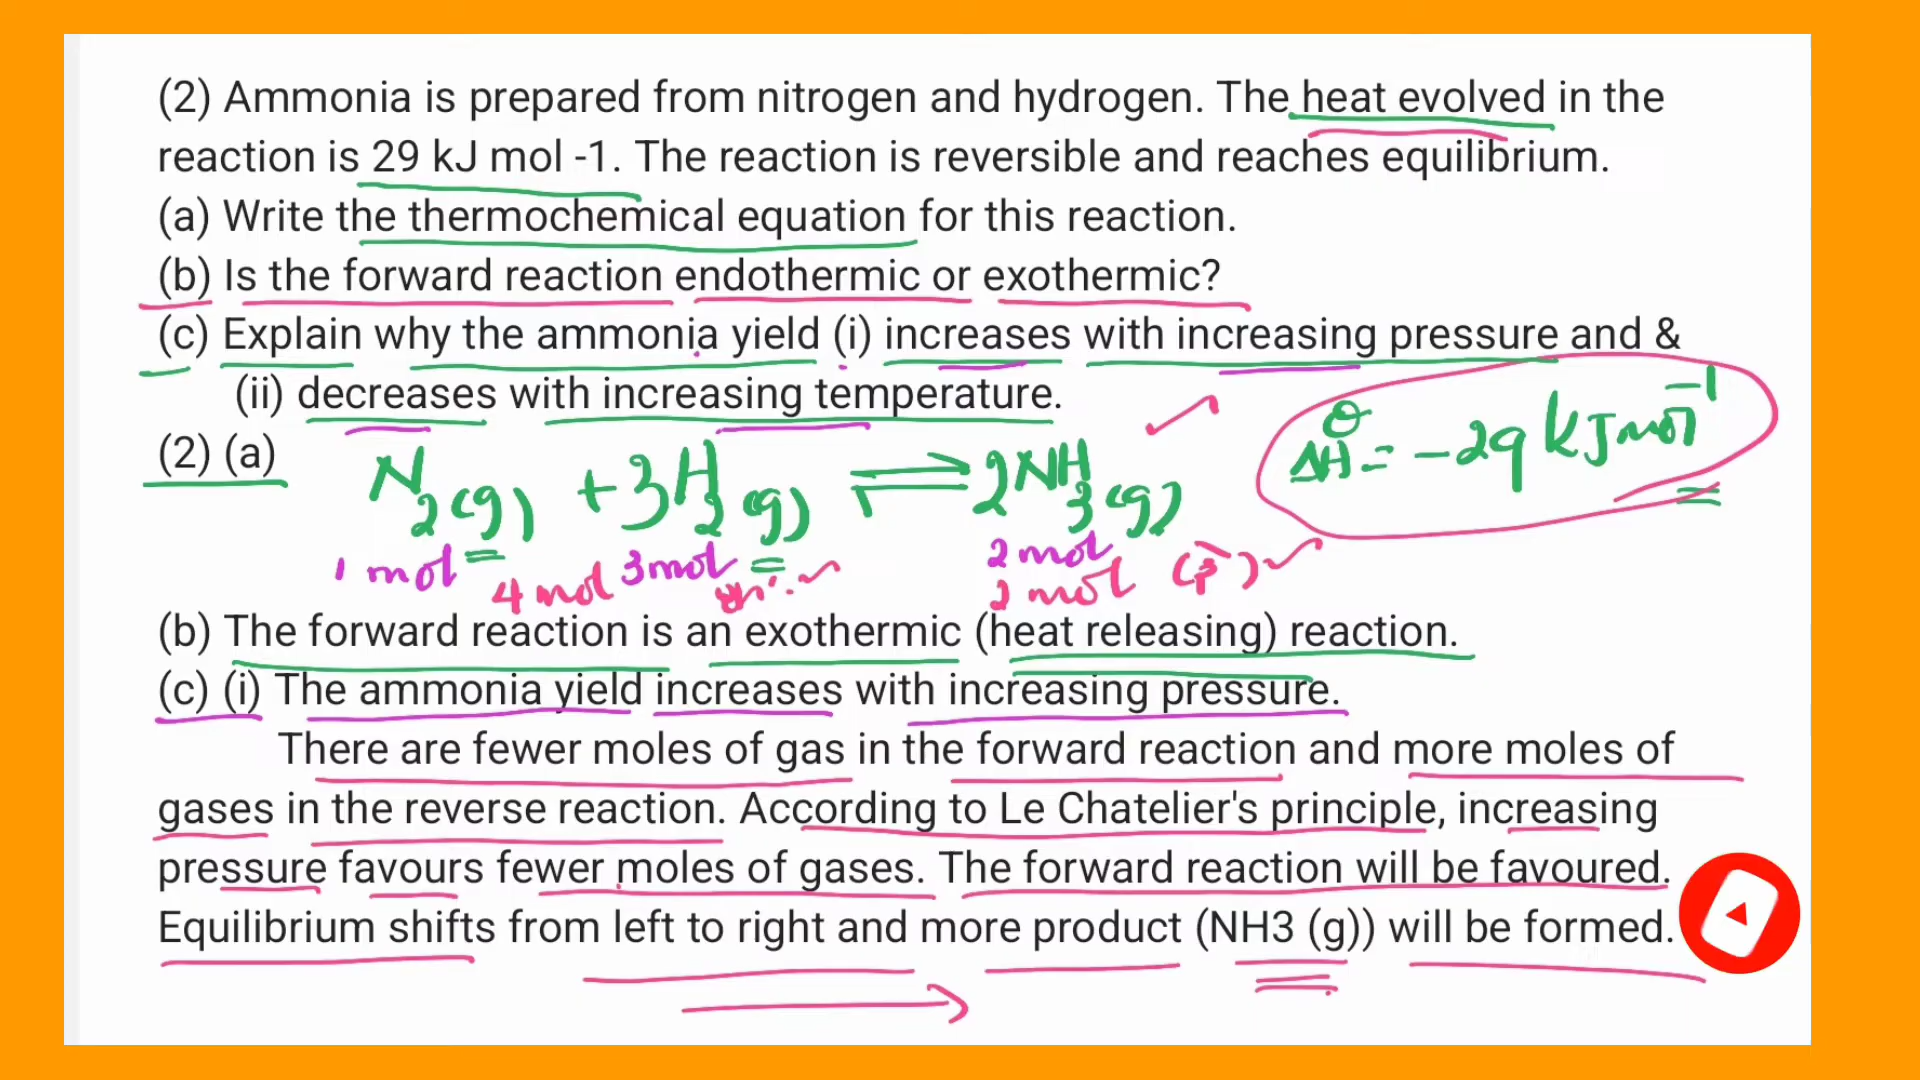 (2) Ammonia is prepared from nitrogen and hydrogen. The heat evolved in the
reaction is 29 kJ mol -1. The reaction is reversible and reaches equilibrium.
(a) Write the thermochemical equation for this reaction.
(b) Is the forward reaction endothermic or exothermic?
(c) Explain why the ammonia yield (i) increases with increasing pressure and &
(ii) decreases with increasing temperature.
(2) (a) N₂(g) + 3H₂(g) ⇌ 2NH₃(g) ΔH^θ = -29 kJ mol⁻¹
1 mol 3 mol 2 mol
4 mol 2 mol
(b) The forward reaction is an exothermic (heat releasing) reaction.
(c) (i) The ammonia yield increases with increasing pressure.
There are fewer moles of gas in the forward reaction and more moles of
gases in the reverse reaction. According to Le Chatelier's principle, increasing
pressure favours fewer moles of gases. The forward reaction will be favoured.
Equilibrium shifts from left to right and more product (NH3 (g)) will be formed.